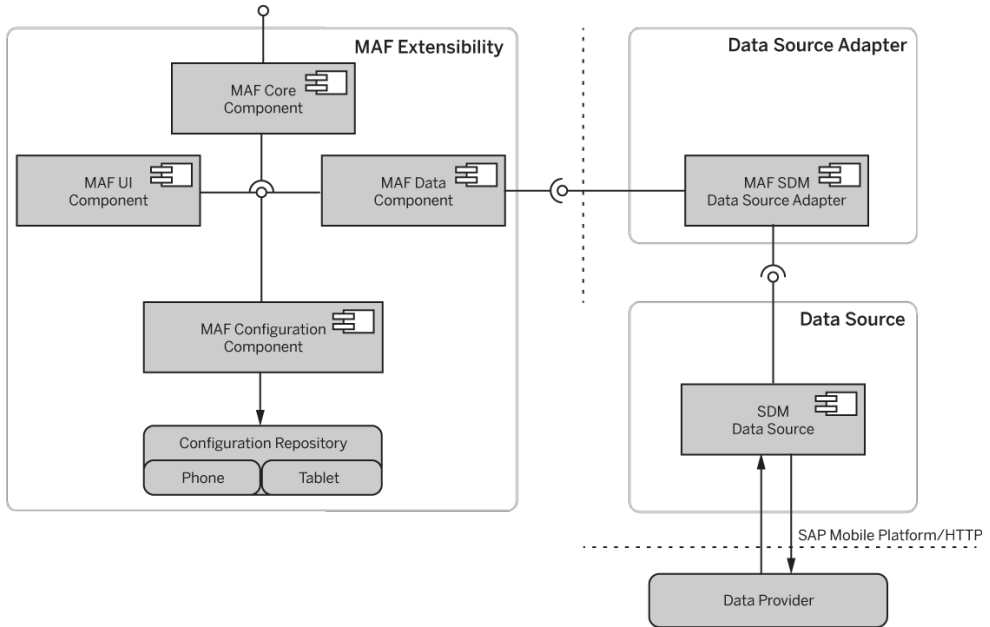 MAF Extensibility
MAF Core
Component
MAF UI
Component
MAF Data
Component
MAF Configuration
Component
Configuration Repository
Phone
Tablet
Data Source Adapter
MAF SDM
Data Source Adapter
Data Source
SDM
Data Source
SAP Mobile Platform/HTTP
Data Provider